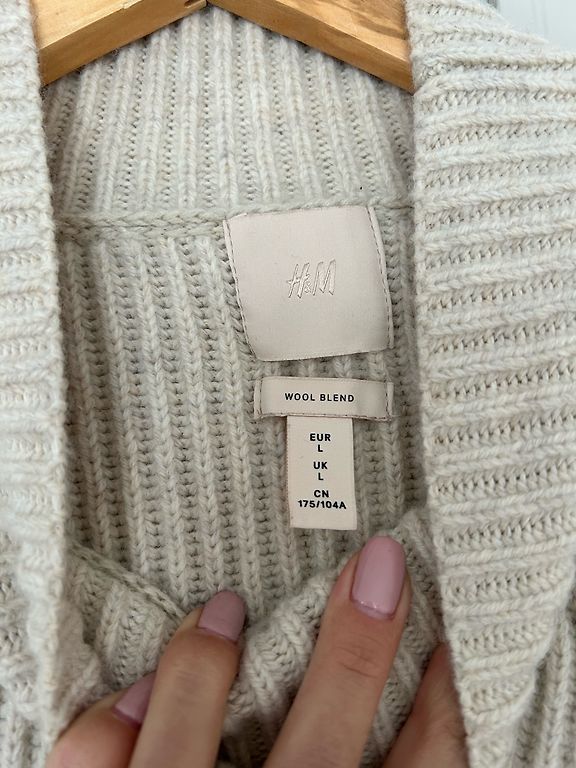 H&M
WOOL BLEND
EUR
L
UK
L
CN
175/104A